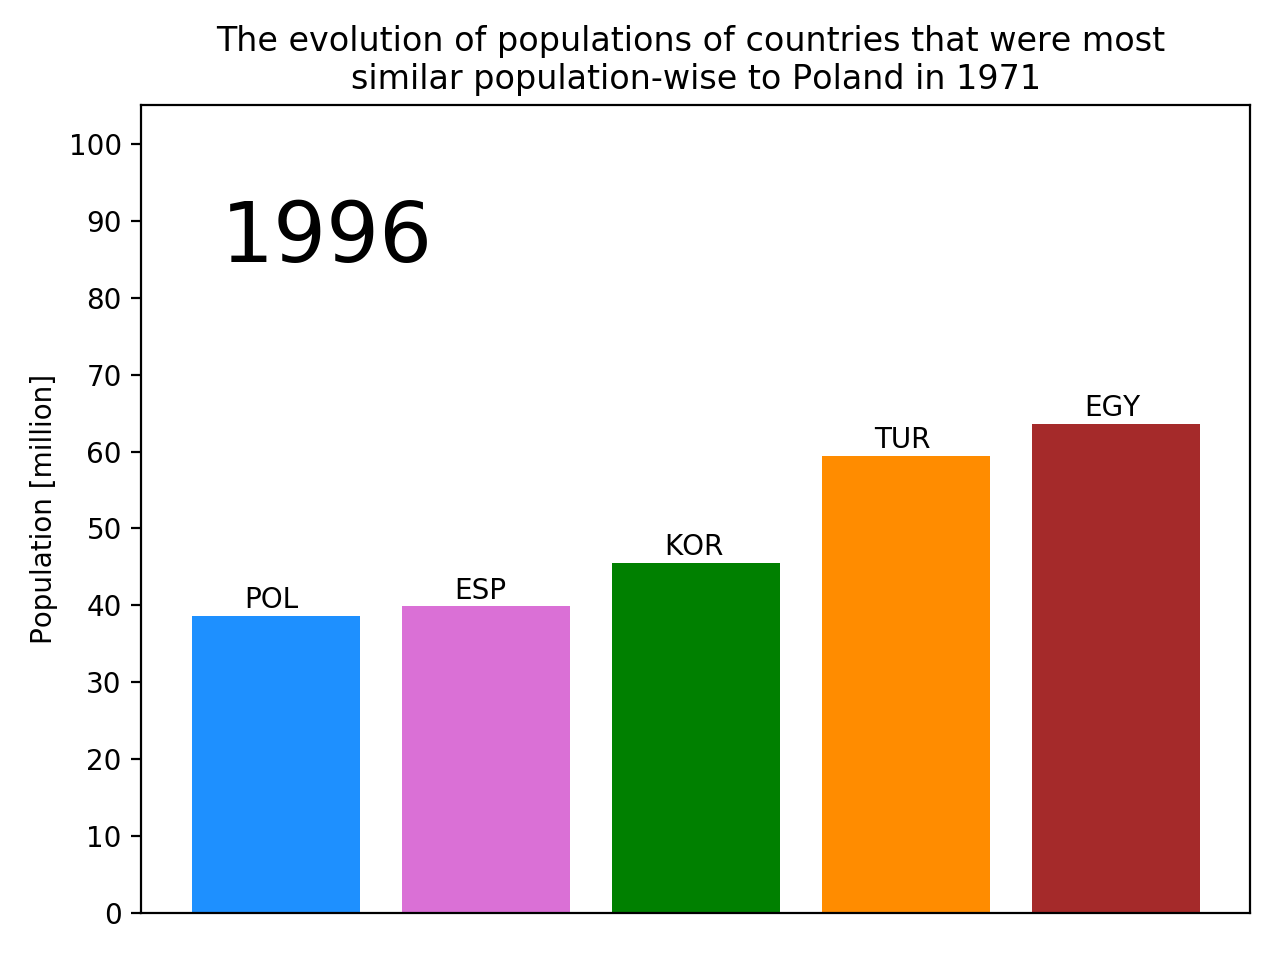 The evolution of populations of countries that were most
similar population-wise to Poland in 1971
100
90
80
70
60
50
40
30
20
10
0
Population [million]
1996
POL
ESP
KOR
TUR
EGY